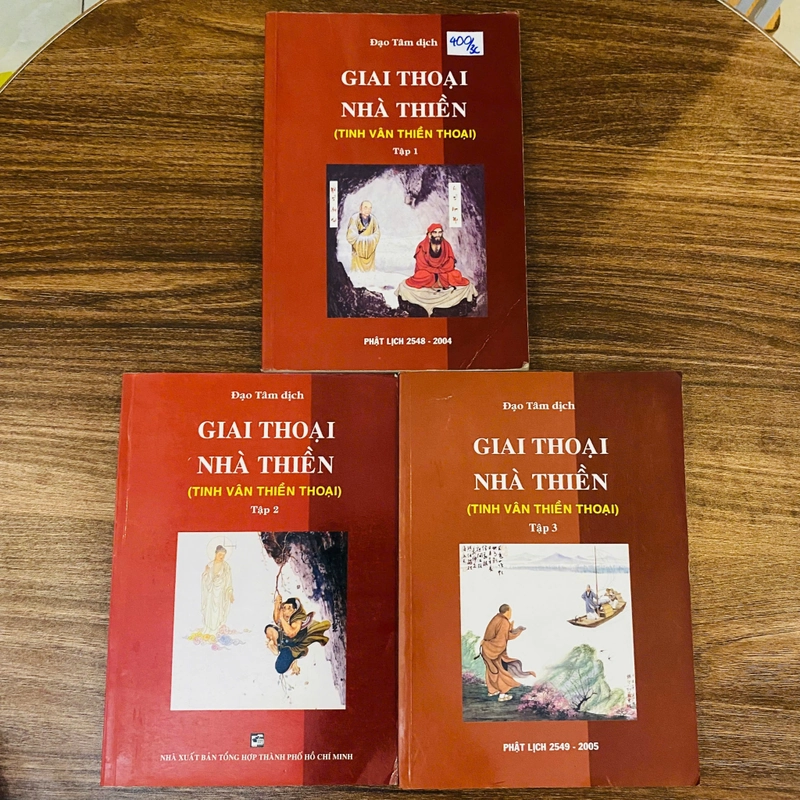 Đạo Tâm dịch
400/3c
GIAI THOẠI
NHÀ THIỀN
(TINH VÂN THIỀN THOẠI)
Tập 1
PHẬT LỊCH 2548 - 2004
Đạo Tâm dịch
GIAI THOẠI
NHÀ THIỀN
(TINH VÂN THIỀN THOẠI)
Tập 2
NHÀ XUẤT BẢN TỔNG HỢP THÀNH PHỐ HỒ CHÍ MINH
Đạo Tâm dịch
GIAI THOẠI
NHÀ THIỀN
(TINH VÂN THIỀN THOẠI)
Tập 3
PHẬT LỊCH 2549 - 2005